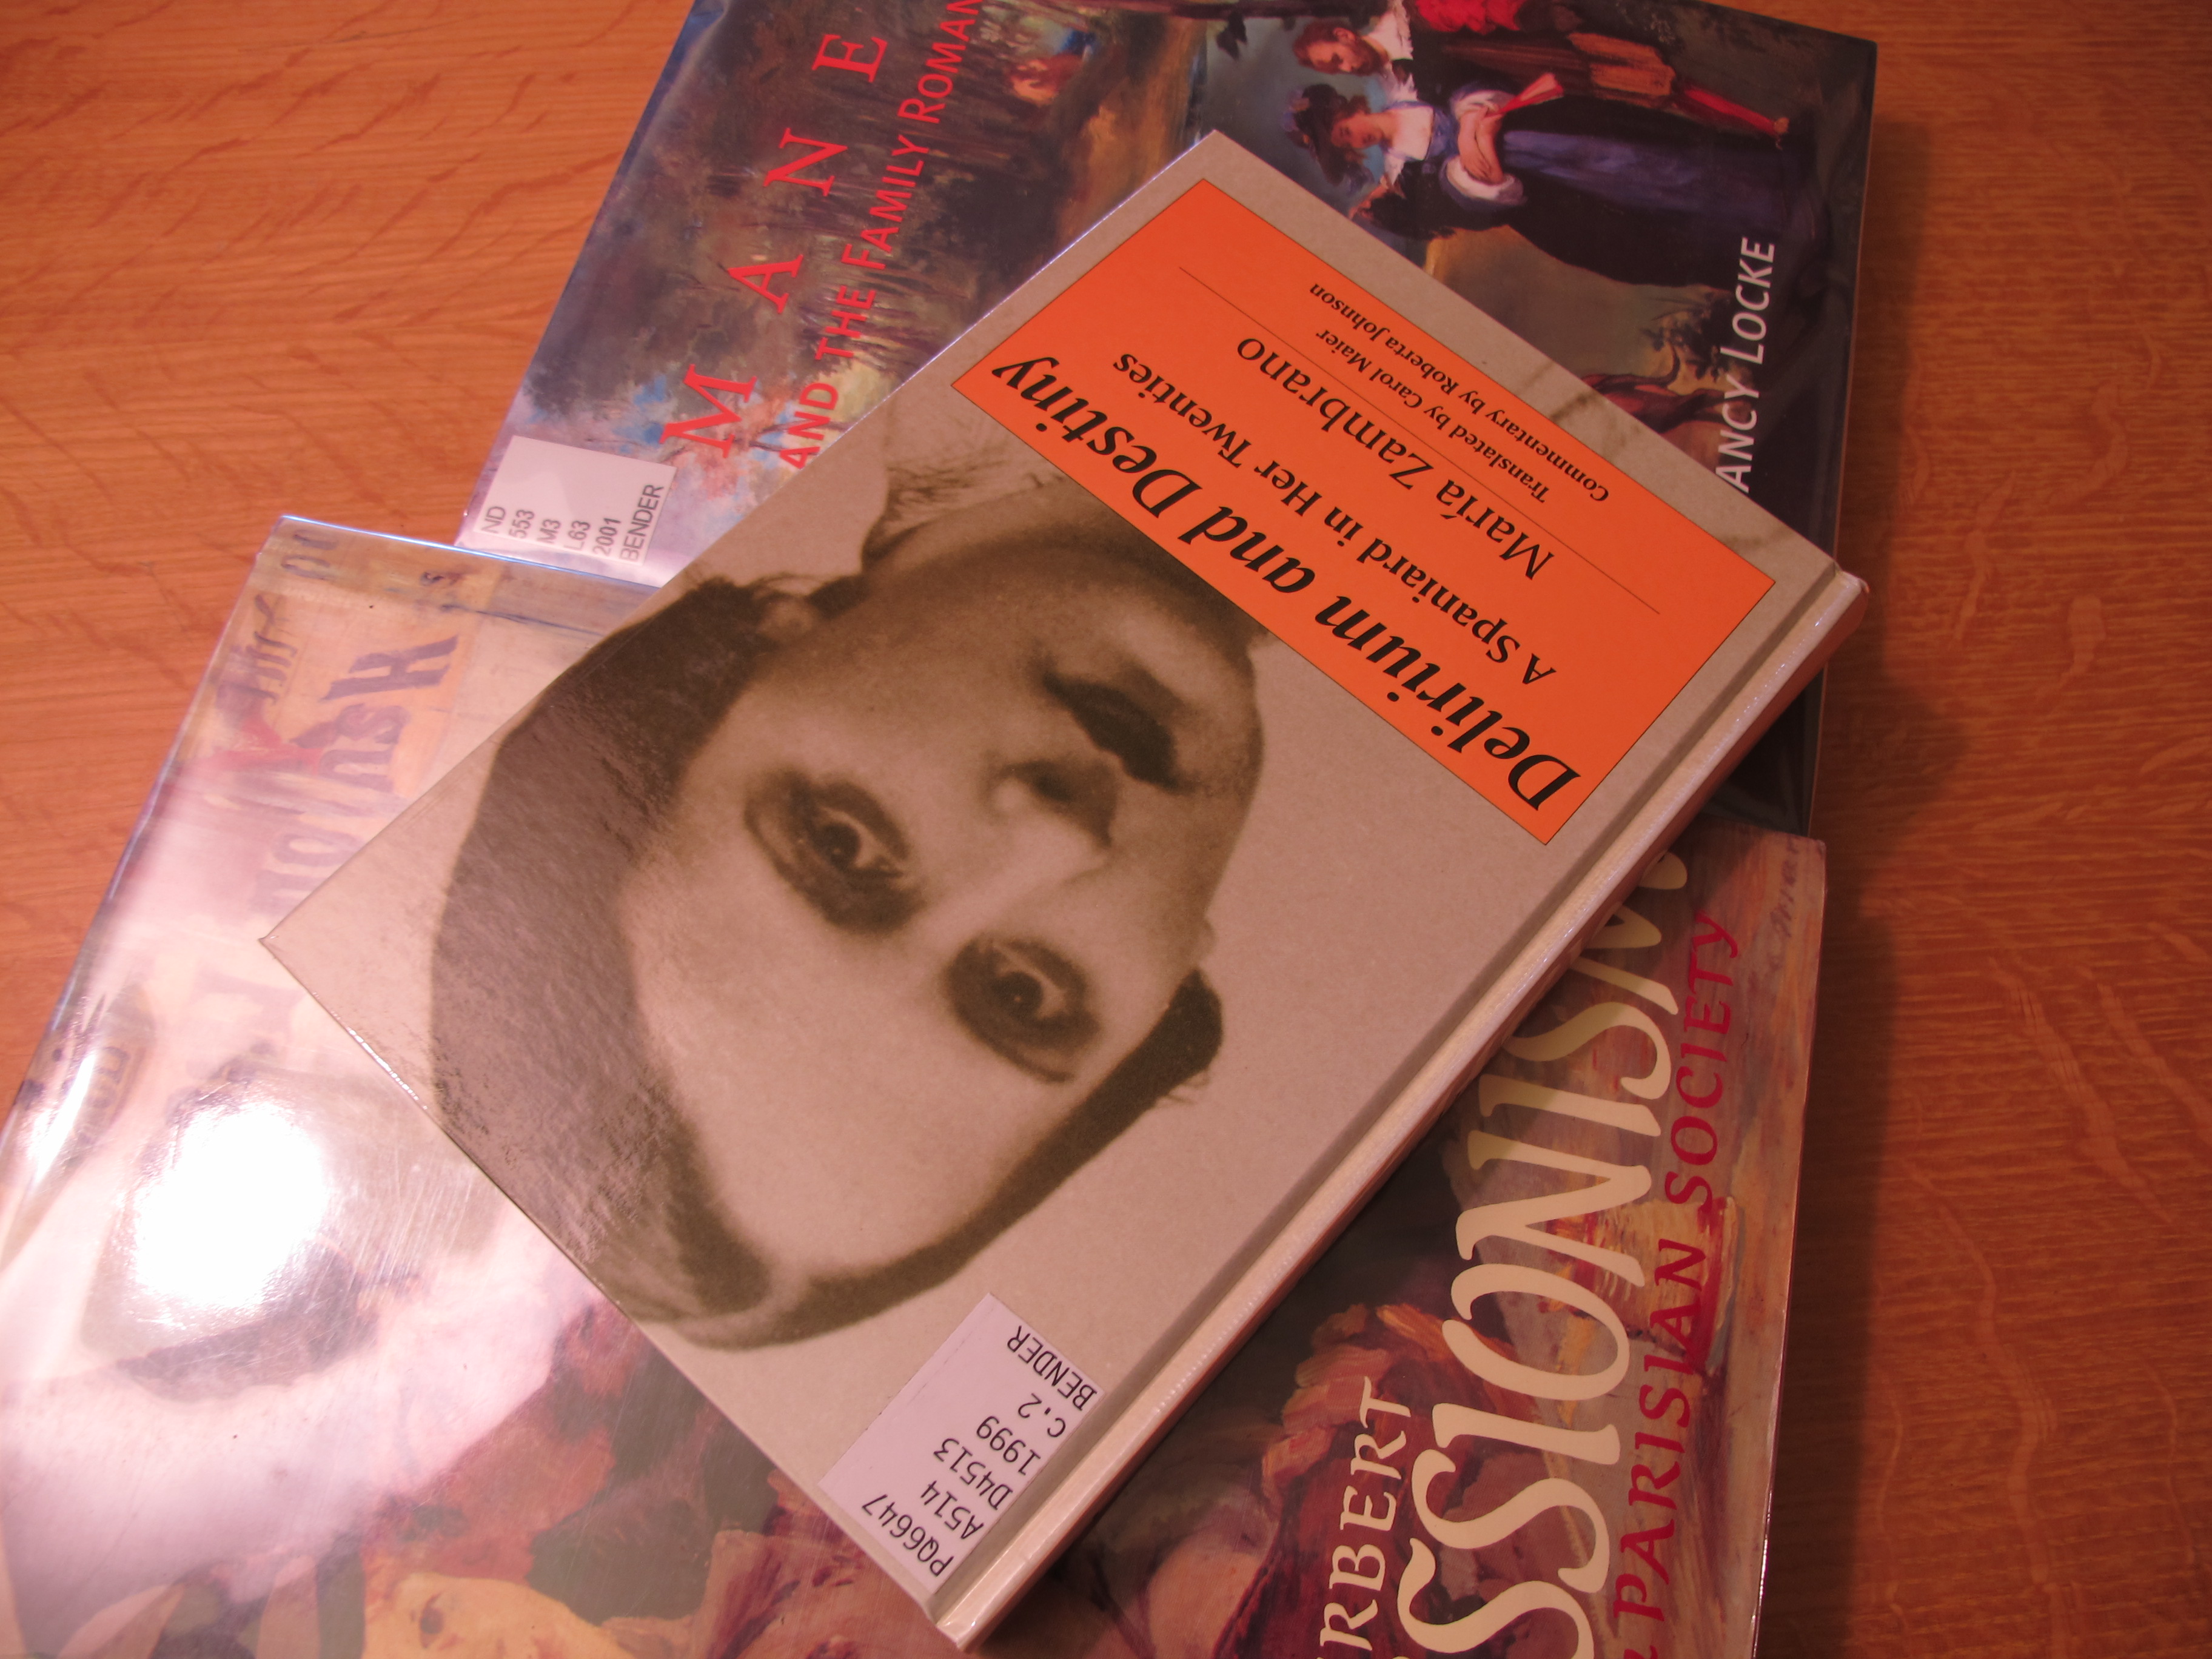 MANE
AND THE FAMILY ROMAN
ANCY LOCKE
ND
553
M3
L63
2001
BENDER
Delirium and Destiny
A Spaniard in Her Twenties
María Zambrano
Translated by Carol Maier
Commentary by Roberta Johnson
PQ6647
A514
D4513
1999
C.2
BENDER
RBERT
SSIONISM
PARISIAN SOCIETY